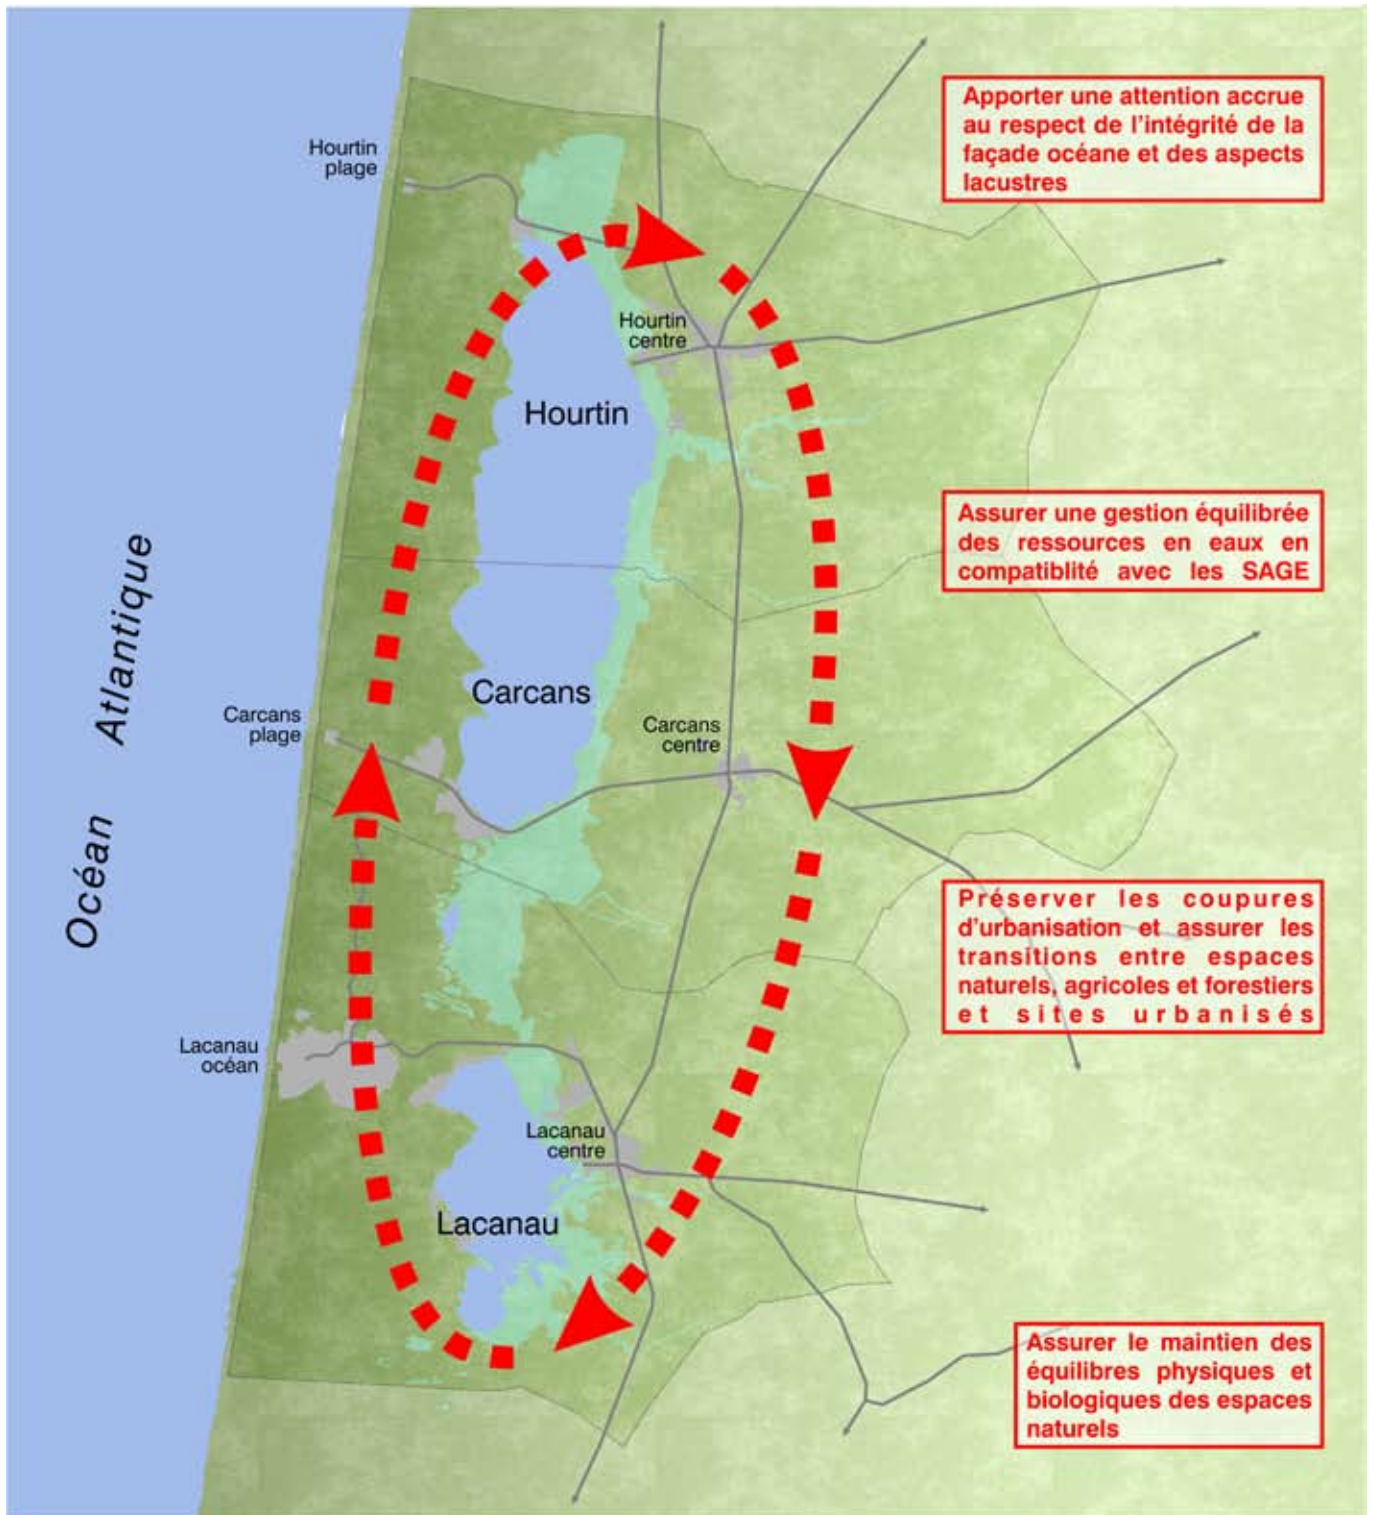 Apporter une attention accrue
au respect de l'intégrité de la
façade océane et des aspects
lacustres
Hourtin
plage
Hourtin
centre
Hourtin
Assurer une gestion équilibrée
des ressources en eaux en
compatiblité avec les SAGE
Océan Atlantique
Carcans
Carcans
plage
Carcans
centre
Préserver les coupures
d'urbanisation et assurer les
transitions entre espaces
naturels, agricoles et forestiers
et sites urbanisés
Lacanau
océan
Lacanau
centre
Lacanau
Assurer le maintien des
équilibres physiques et
biologiques des espaces
naturels